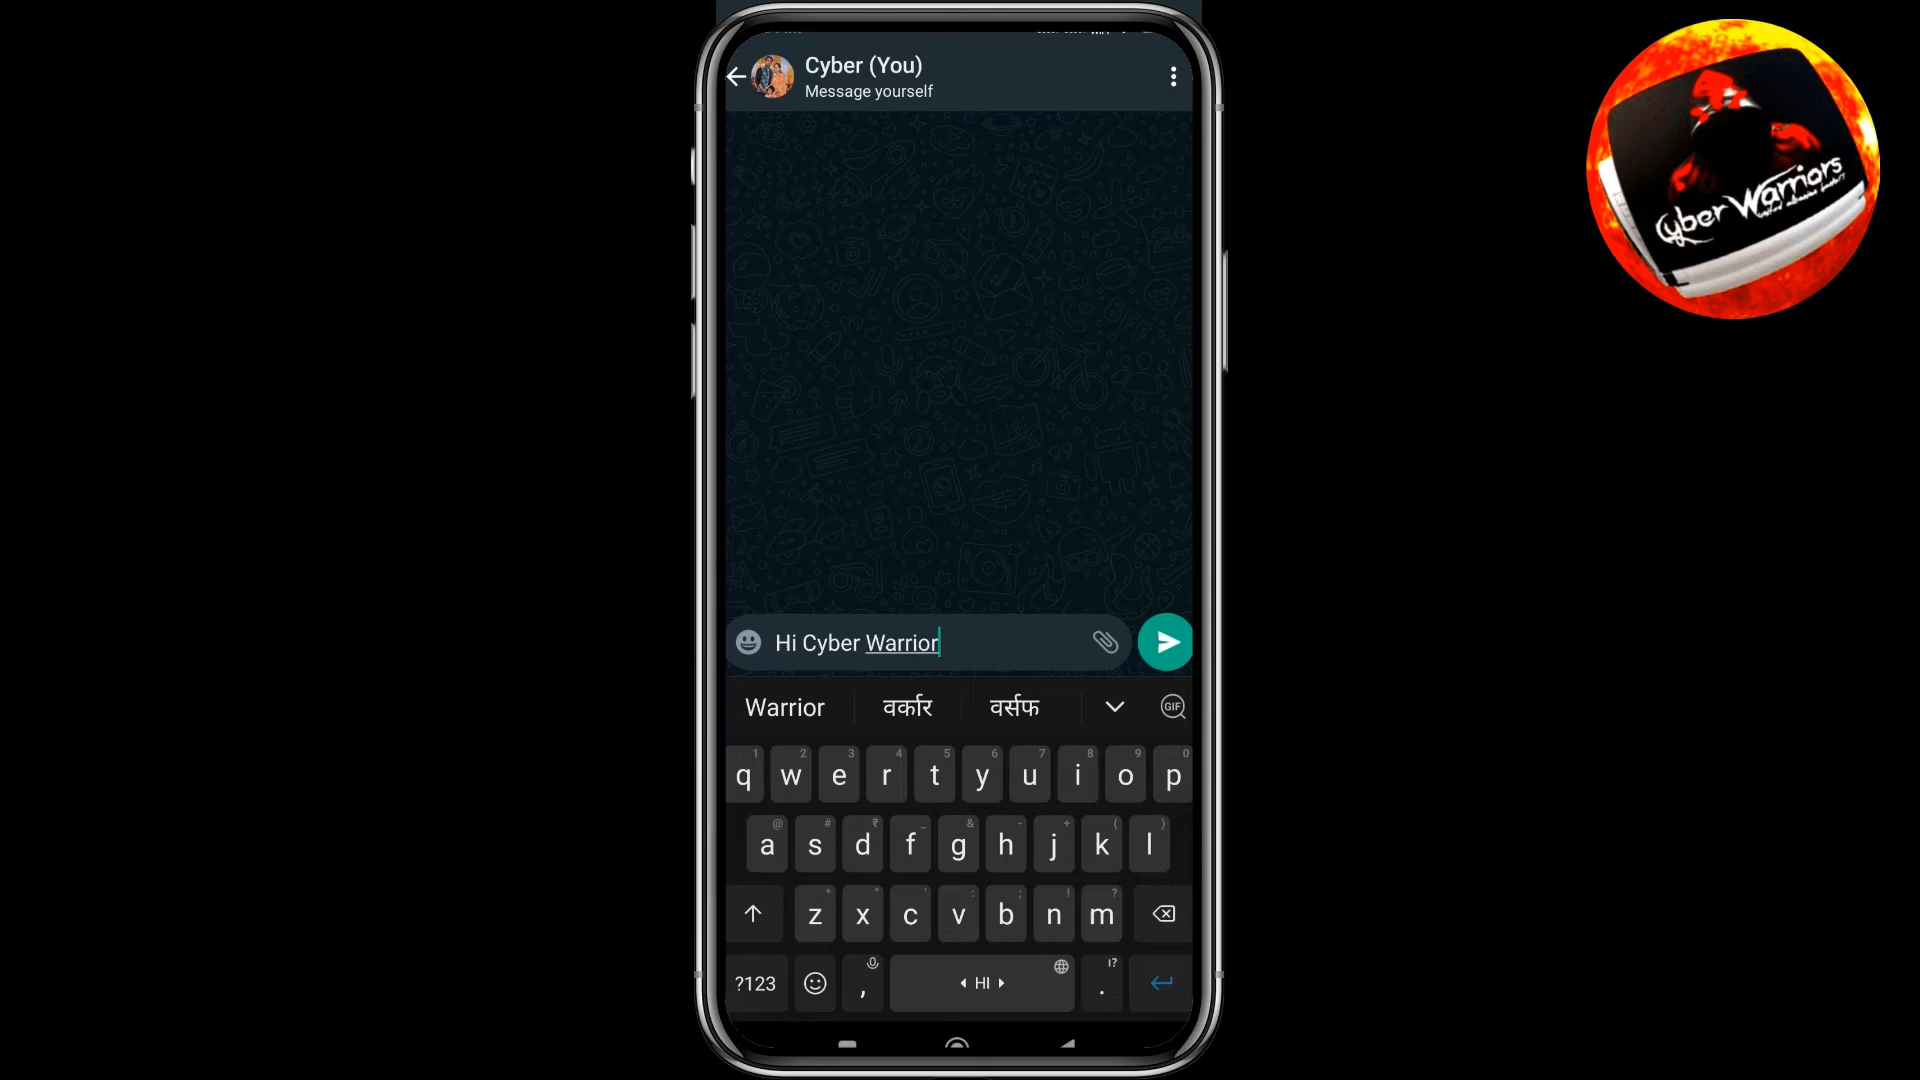 Cyber (You)
Message yourself
Cyber Warriors
Hi Cyber Warrior
Warrior वर्कार वर्सफ GIF
1 2 3 4 5 6 7 8 9 0
q w e r t y u i o p
@ # ₹ _ & - + ( )
a s d f g h j k l
* " ' : ; ! ?
z x c v b n m
?123 , HI . !?